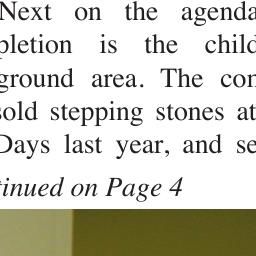 Next on the agenda
pletion is the child
ground area. The con
sold stepping stones at
Days last year, and se
tinued on Page 4